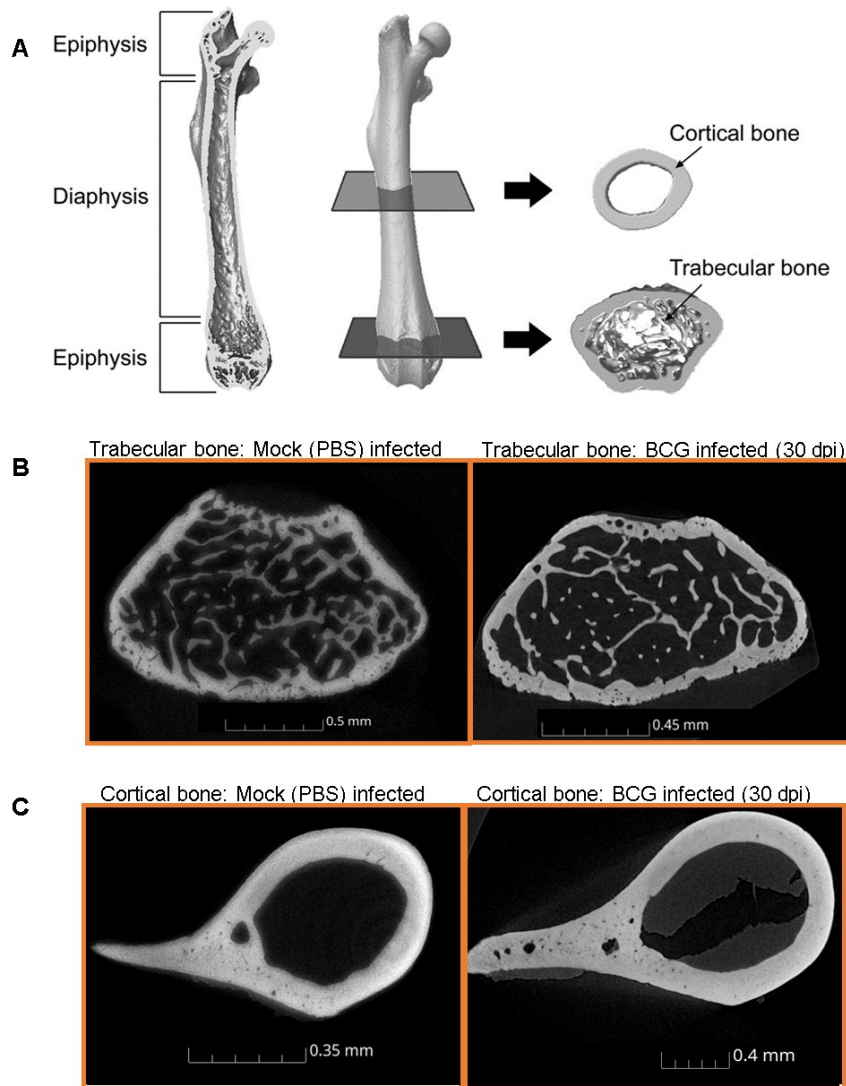 A
Epiphysis
Diaphysis
Epiphysis
Cortical bone
Trabecular bone
B
Trabecular bone: Mock (PBS) infected
Trabecular bone: BCG infected (30 dpi)
0.5 mm
0.45 mm
C
Cortical bone: Mock (PBS) infected
Cortical bone: BCG infected (30 dpi)
0.35 mm
0.4 mm